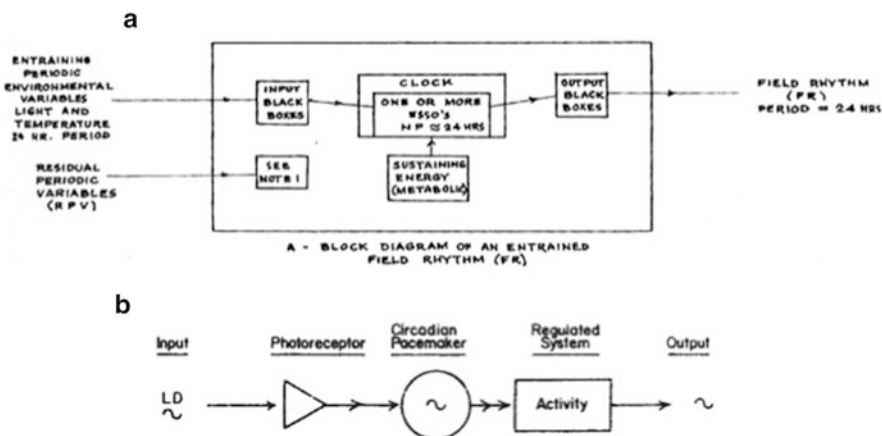 a
ENTRAINING
PERIODIC
ENVIRONMENTAL
VARIABLES
LIGHT AND
TEMPERATURE
24 HR. PERIOD
RESIDUAL
PERIODIC
VARIABLES
(RPV)
INPUT
BLACK
BOXES
SEE
NOTE 1
CLOCK
ONE OR MORE
WSSO'S
NP ≃ 24 HRS
SUSTAINING
ENERGY
(METABOLIC)
OUTPUT
BLACK
BOXES
FIELD RHYTHM
(FR)
PERIOD = 24 HRS
A - BLOCK DIAGRAM OF AN ENTRAINED
FIELD RHYTHM (FR)
b
Input
Photoreceptor
Circadian
Pacemaker
Regulated
System
Output
LD
~
~
Activity
~